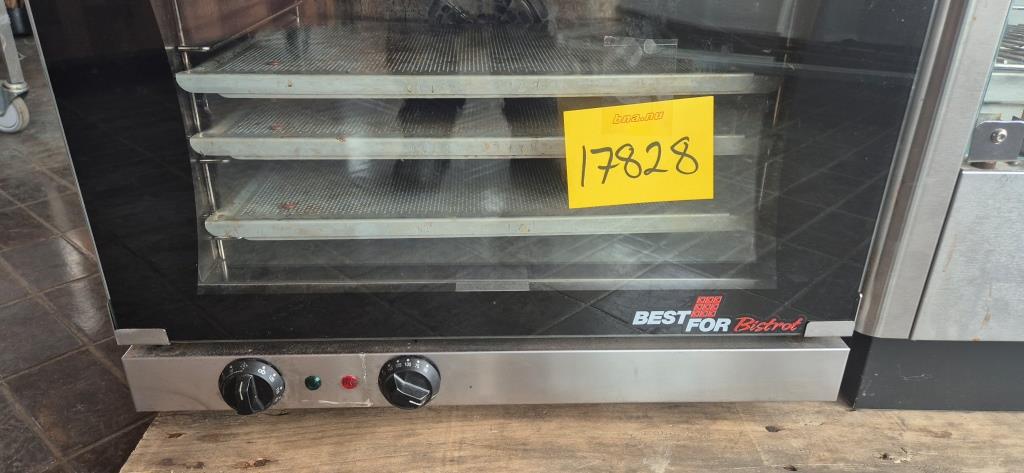 bna.nu
17828
BEST
FOR Bistrot